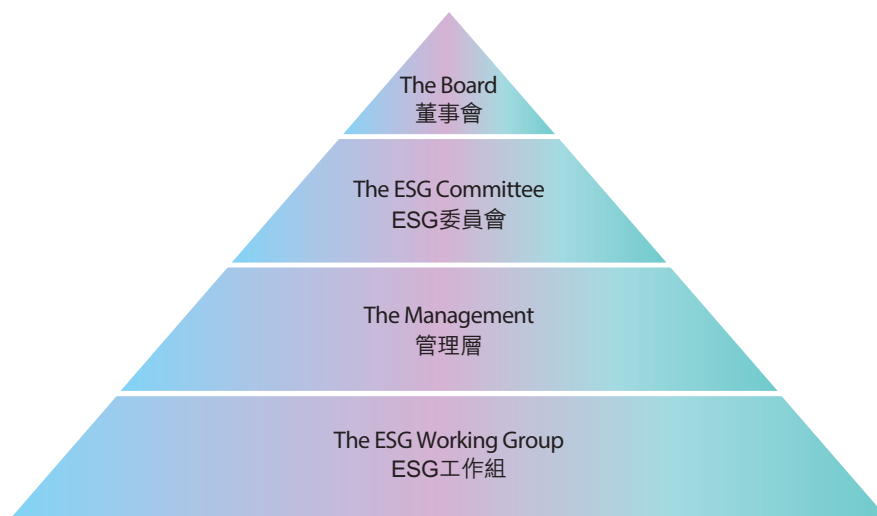 The Board
董事會
The ESG Committee
ESG委員會
The Management
管理層
The ESG Working Group
ESG工作組